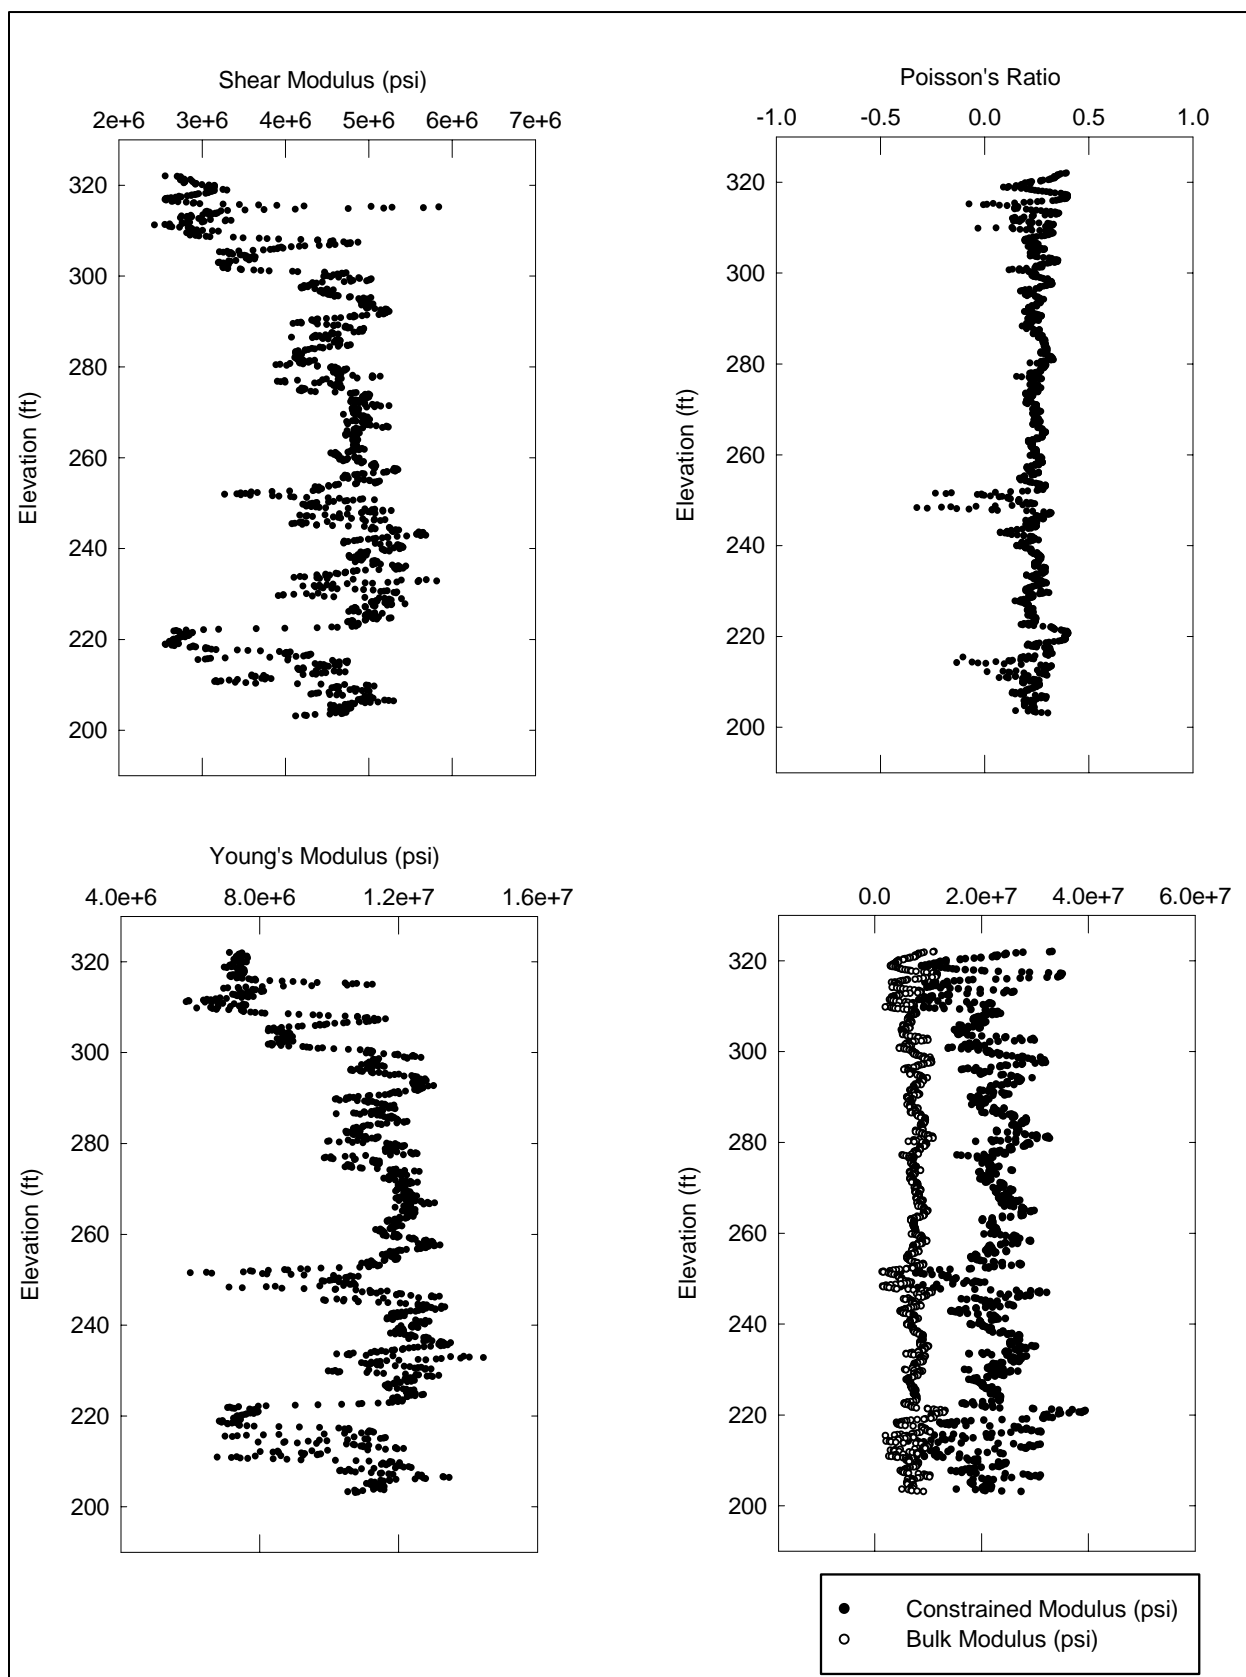 Shear Modulus (psi)
2e+6 3e+6 4e+6 5e+6 6e+6 7e+6
Elevation (ft)
320
300
280
260
240
220
200
Poisson's Ratio
-1.0 -0.5 0.0 0.5 1.0
Elevation (ft)
320
300
280
260
240
220
200
Young's Modulus (psi)
4.0e+6 8.0e+6 1.2e+7 1.6e+7
Elevation (ft)
320
300
280
260
240
220
200
0.0 2.0e+7 4.0e+7 6.0e+7
Elevation (ft)
320
300
280
260
240
220
200
Constrained Modulus (psi)
Bulk Modulus (psi)